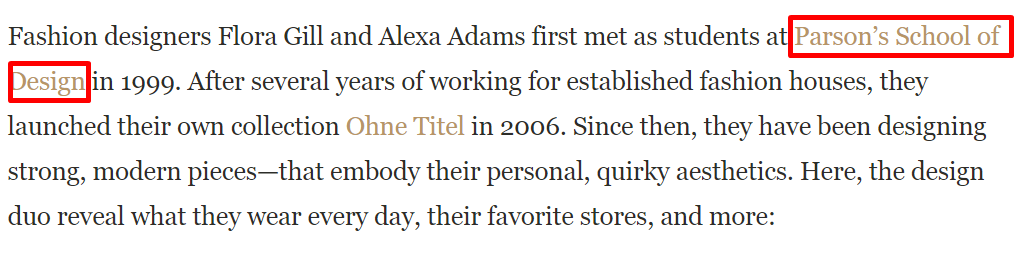 Fashion designers Flora Gill and Alexa Adams first met as students at Parson’s School of
Design in 1999. After several years of working for established fashion houses, they
launched their own collection Ohne Titel in 2006. Since then, they have been designing
strong, modern pieces—that embody their personal, quirky aesthetics. Here, the design
duo reveal what they wear every day, their favorite stores, and more: